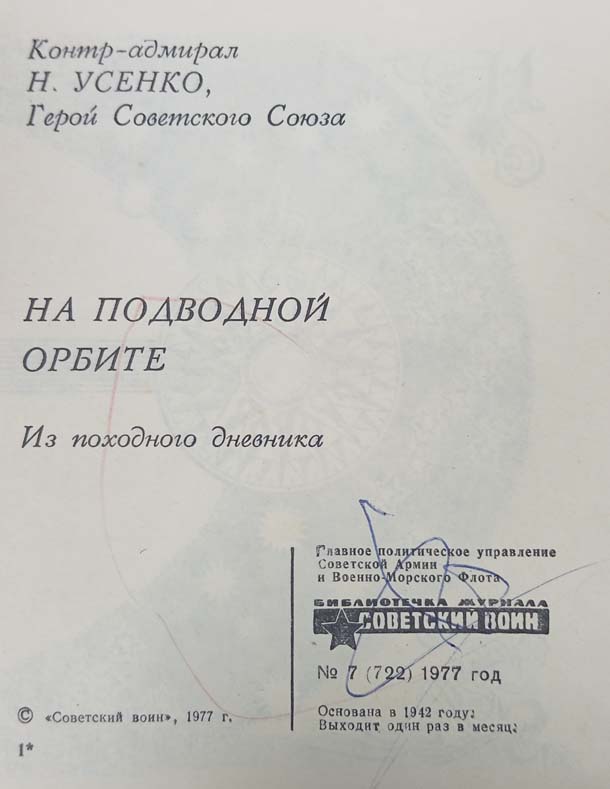 Контр-адмирал
Н. УСЕНКО,
Герой Советского Союза
НА ПОДВОДНОЙ
ОРБИТЕ
Из походного дневника
Главное политическое управление
Советской Армии
и Военно-Морского Флота
БИБЛИОТЕЧКА ЖУРНАЛА
СОВЕТСКИЙ ВОИН
№ 7 (722) 1977 год
Основана в 1942 году:
Выходит один раз в месяц:
© «Советский воин», 1977 г.
1*